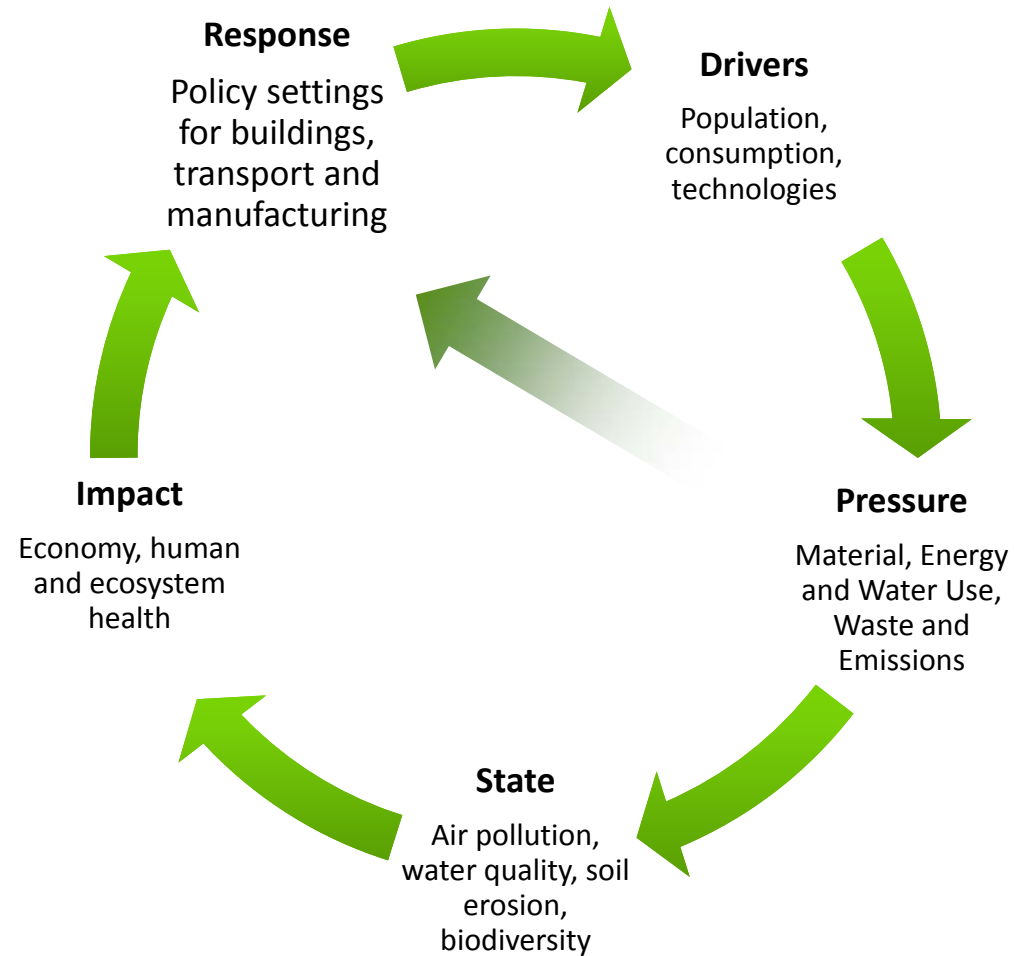 Response
Policy settings
for buildings,
transport and
manufacturing
Drivers
Population,
consumption,
technologies
Pressure
Material, Energy
and Water Use,
Waste and
Emissions
State
Air pollution,
water quality, soil
erosion,
biodiversity
Impact
Economy, human
and ecosystem
health